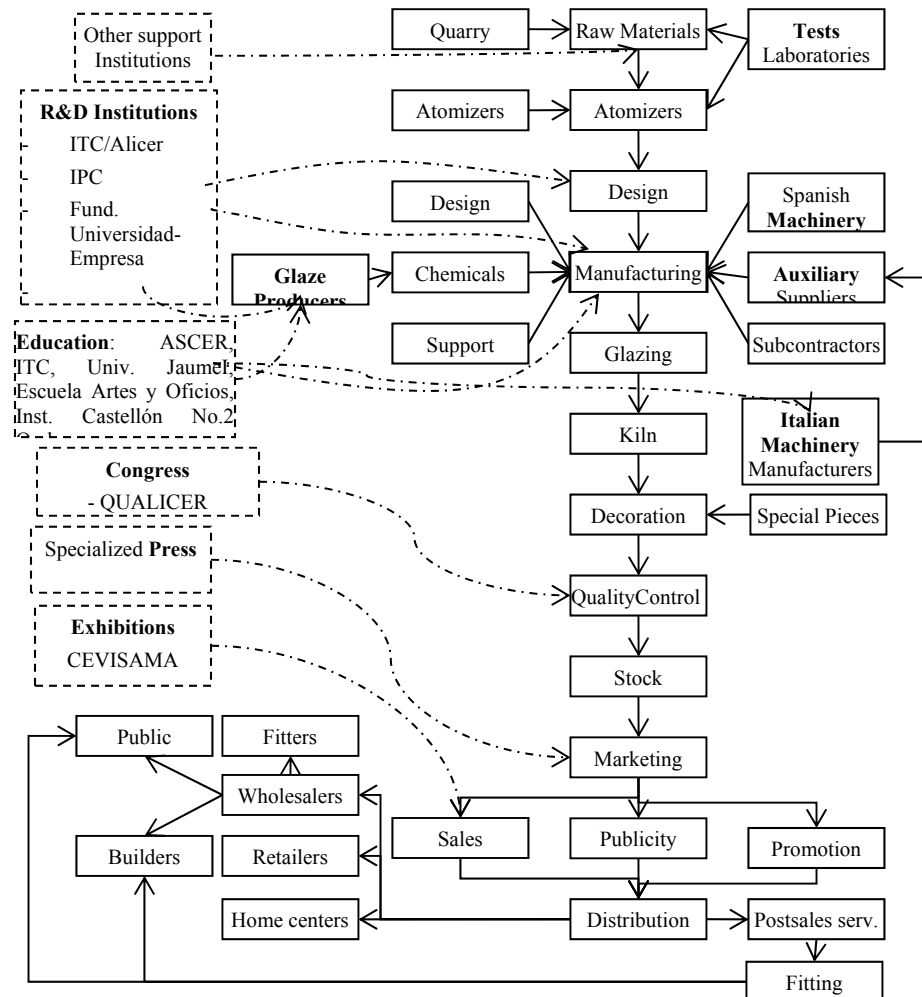 Other support
Institutions
Quarry
Raw Materials
Tests
Laboratories
R&D Institutions
- ITC/Alicer
- IPC
- Fund.
Universidad-
Empresa
-
Atomizers
Atomizers
Design
Design
Spanish
Machinery
Glaze
Producers
Chemicals
Manufacturing
Auxiliary
Suppliers
Support
Glazing
Subcontractors
Education: ASCER,
ITC, Univ. JaumeI,
Escuela Artes y Oficios,
Inst. Castellón No.2
Kiln
Italian
Machinery
Manufacturers
Congress
- QUALICER
Decoration
Special Pieces
Specialized Press
QualityControl
Exhibitions
CEVISAMA
Stock
Public
Fitters
Marketing
Wholesalers
Builders
Retailers
Sales
Publicity
Promotion
Home centers
Distribution
Postsales serv.
Fitting